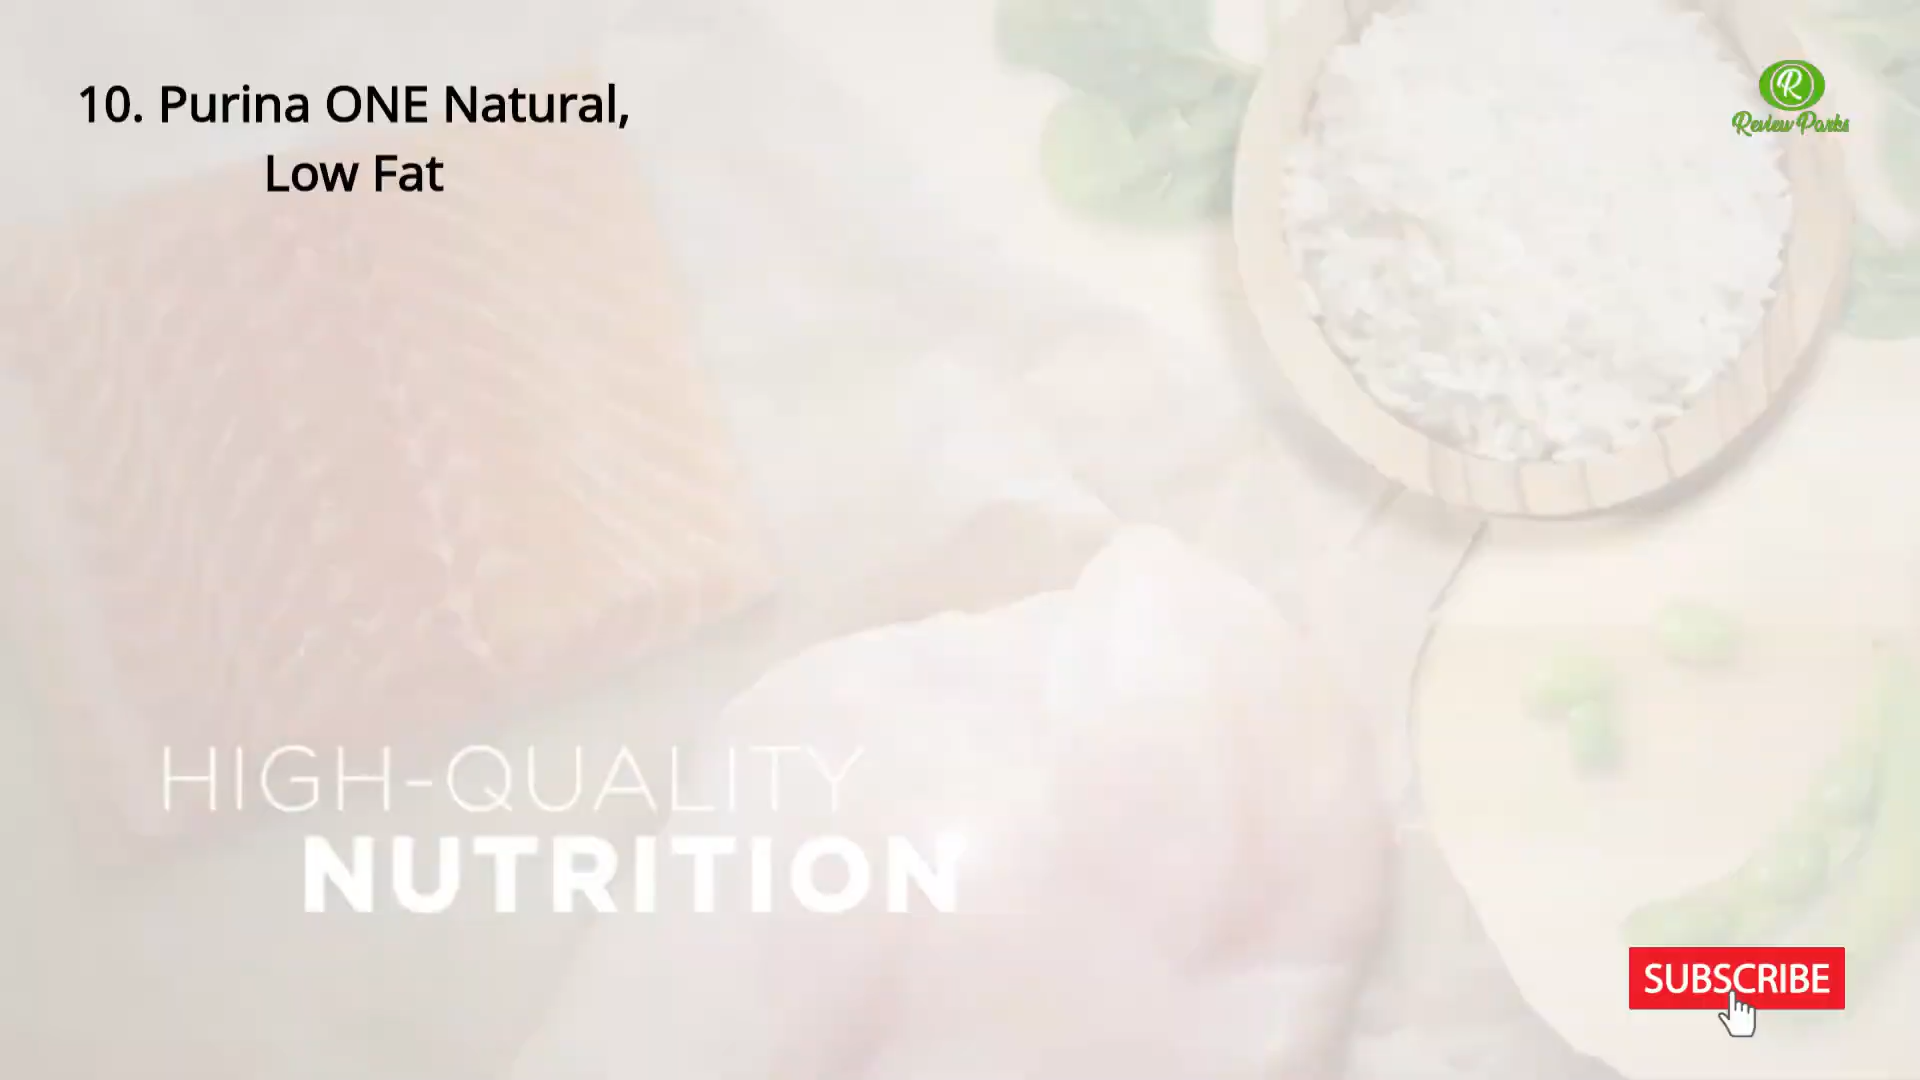 10. Purina ONE Natural,
Low Fat
R
Review Parks
HIGH-QUALITY
NUTRITION
SUBSCRIBE